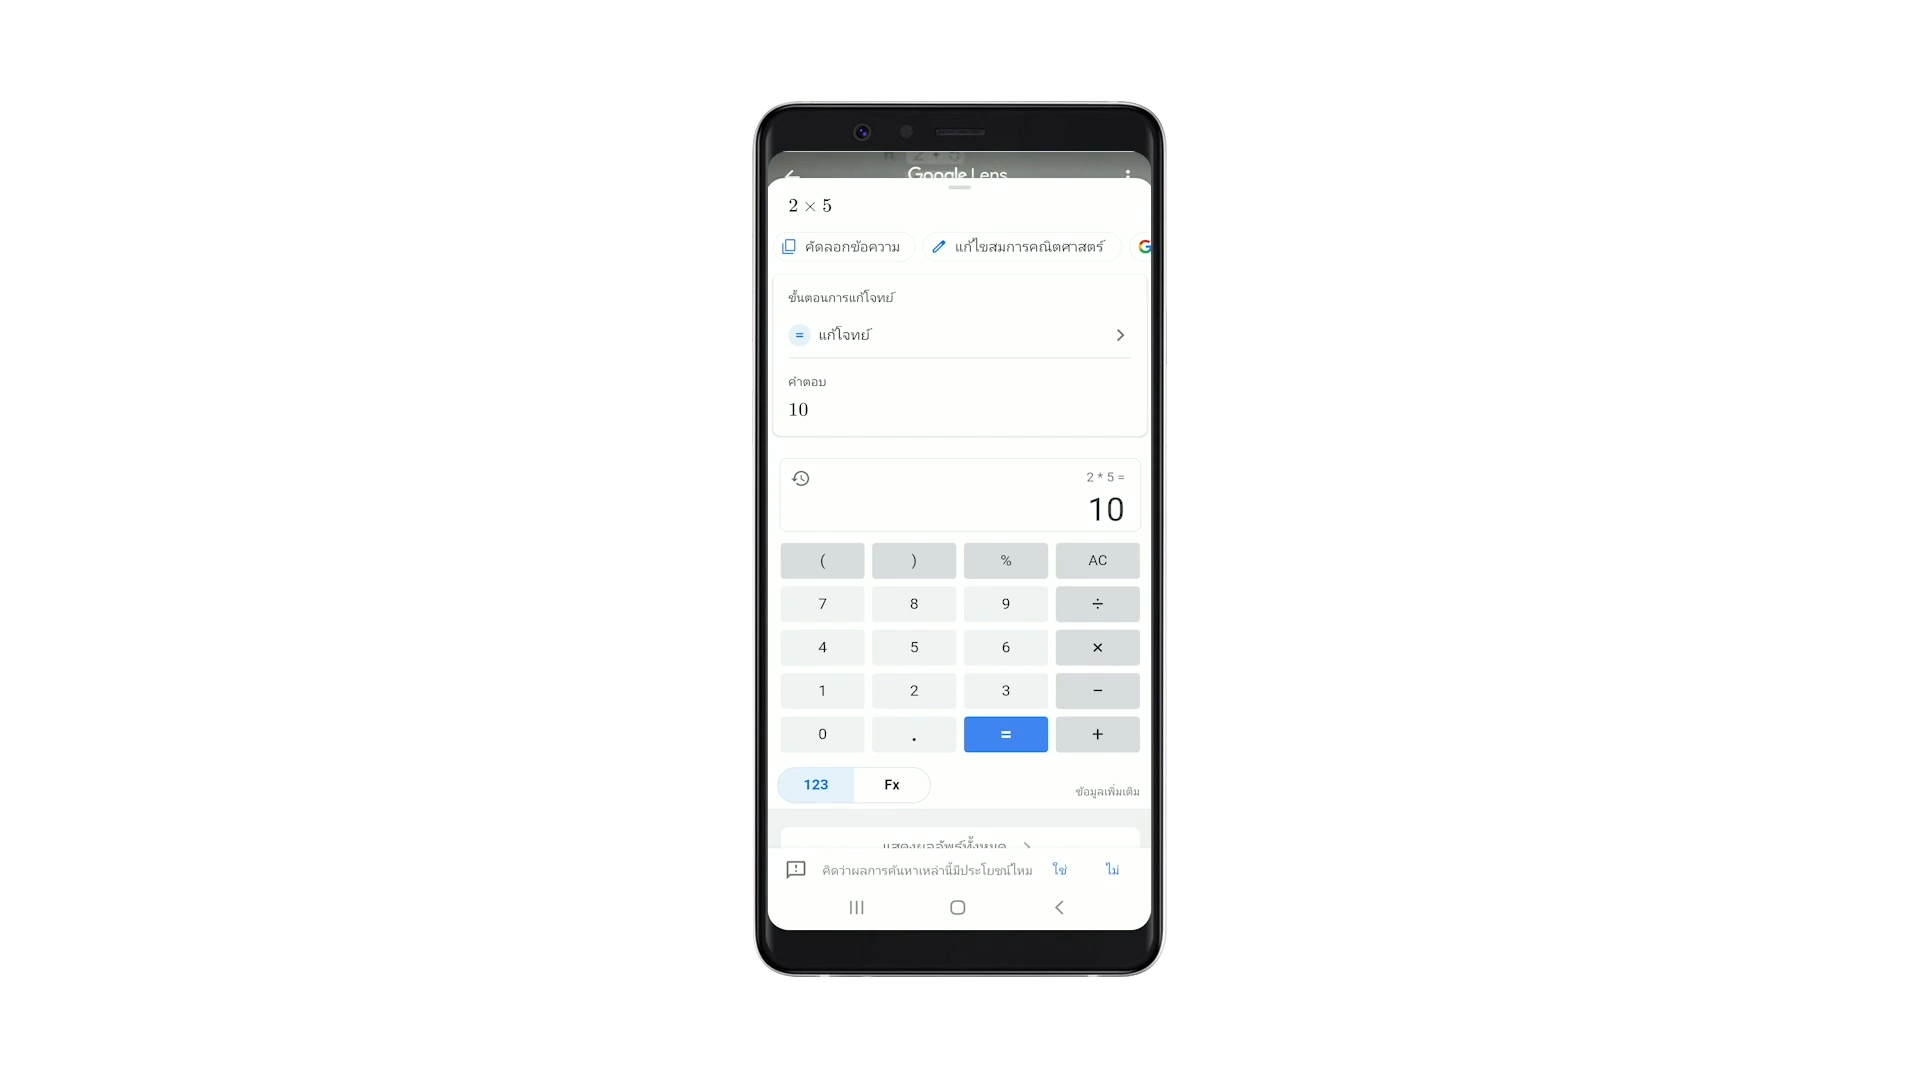 Google Lens
2 × 5
คัดลอกข้อความ แก้ไขสมการคณิตศาสตร์
ขั้นตอนการแก้โจทย์
= แก้โจทย์
คำตอบ
10
2 * 5 =
10
( ) % AC
7 8 9 ÷
4 5 6 ×
1 2 3 −
0 . = +
123 Fx
ข้อมูลเพิ่มเติม
แสดงผลลัพธ์ทั้งหมด
คิดว่าผลการค้นหาเหล่านี้มีประโยชน์ไหม ใช่ ไม่